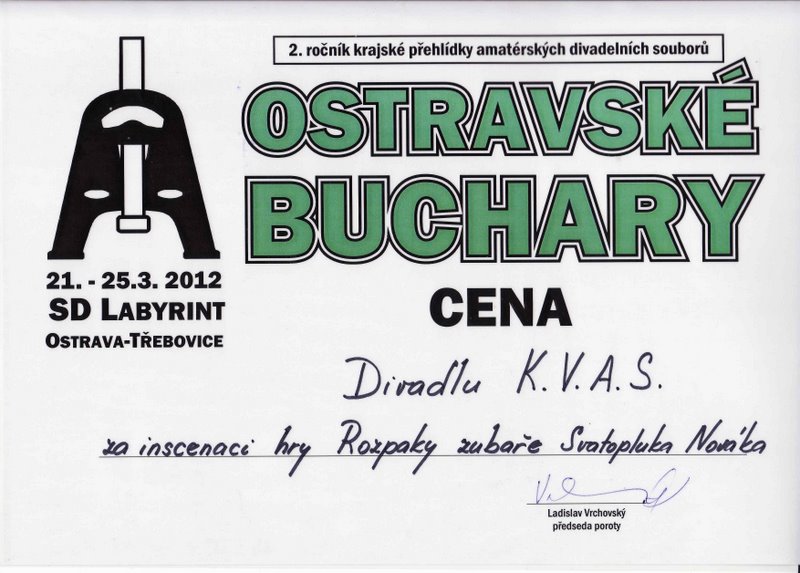 2. ročník krajské přehlídky amatérských divadelních souborů
OSTRAVSKÉ
BUCHARY
21. - 25.3. 2012
SD LABYRINT
OSTRAVA-TŘEBOVICE
CENA
Divadlu K.V.A.S.
za inscenaci hry Rozpaky zubaře Svatopluka Nováka
Ladislav Vrchovský
předseda poroty